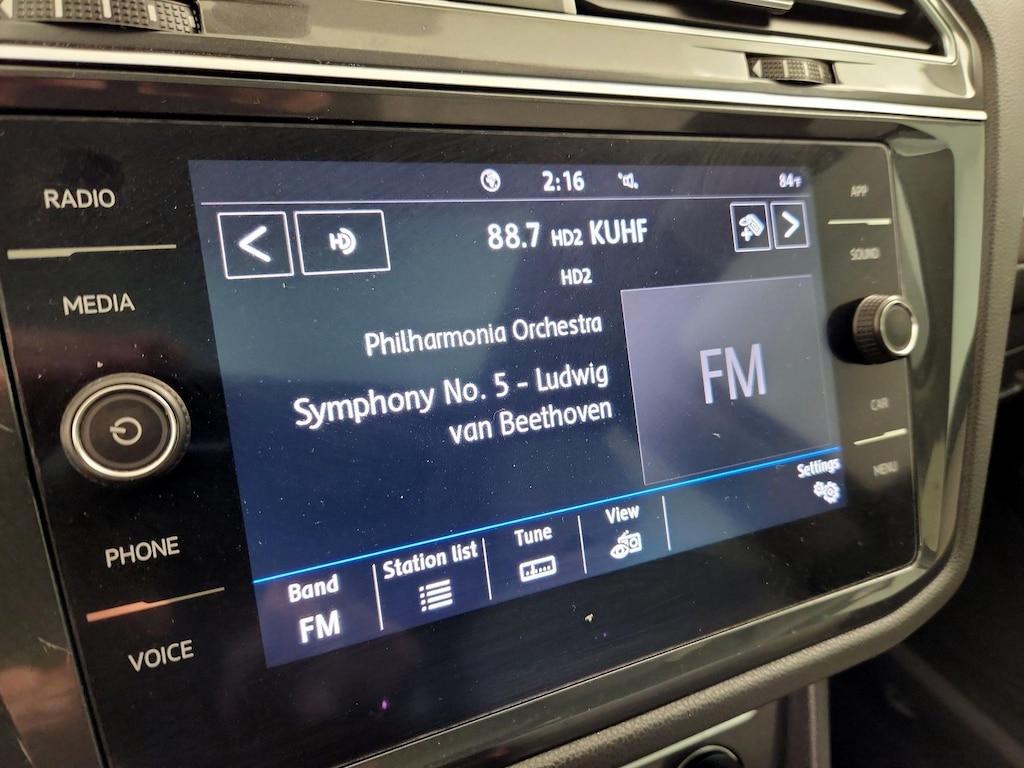 RADIO
MEDIA
PHONE
VOICE
2:16
84°F
HD
88.7 HD2 KUHF
HD2
Philharmonia Orchestra
Symphony No. 5 - Ludwig
van Beethoven
FM
Band
FM
Station list
Tune
View
Settings
APP
SOUND
CAR
MENU